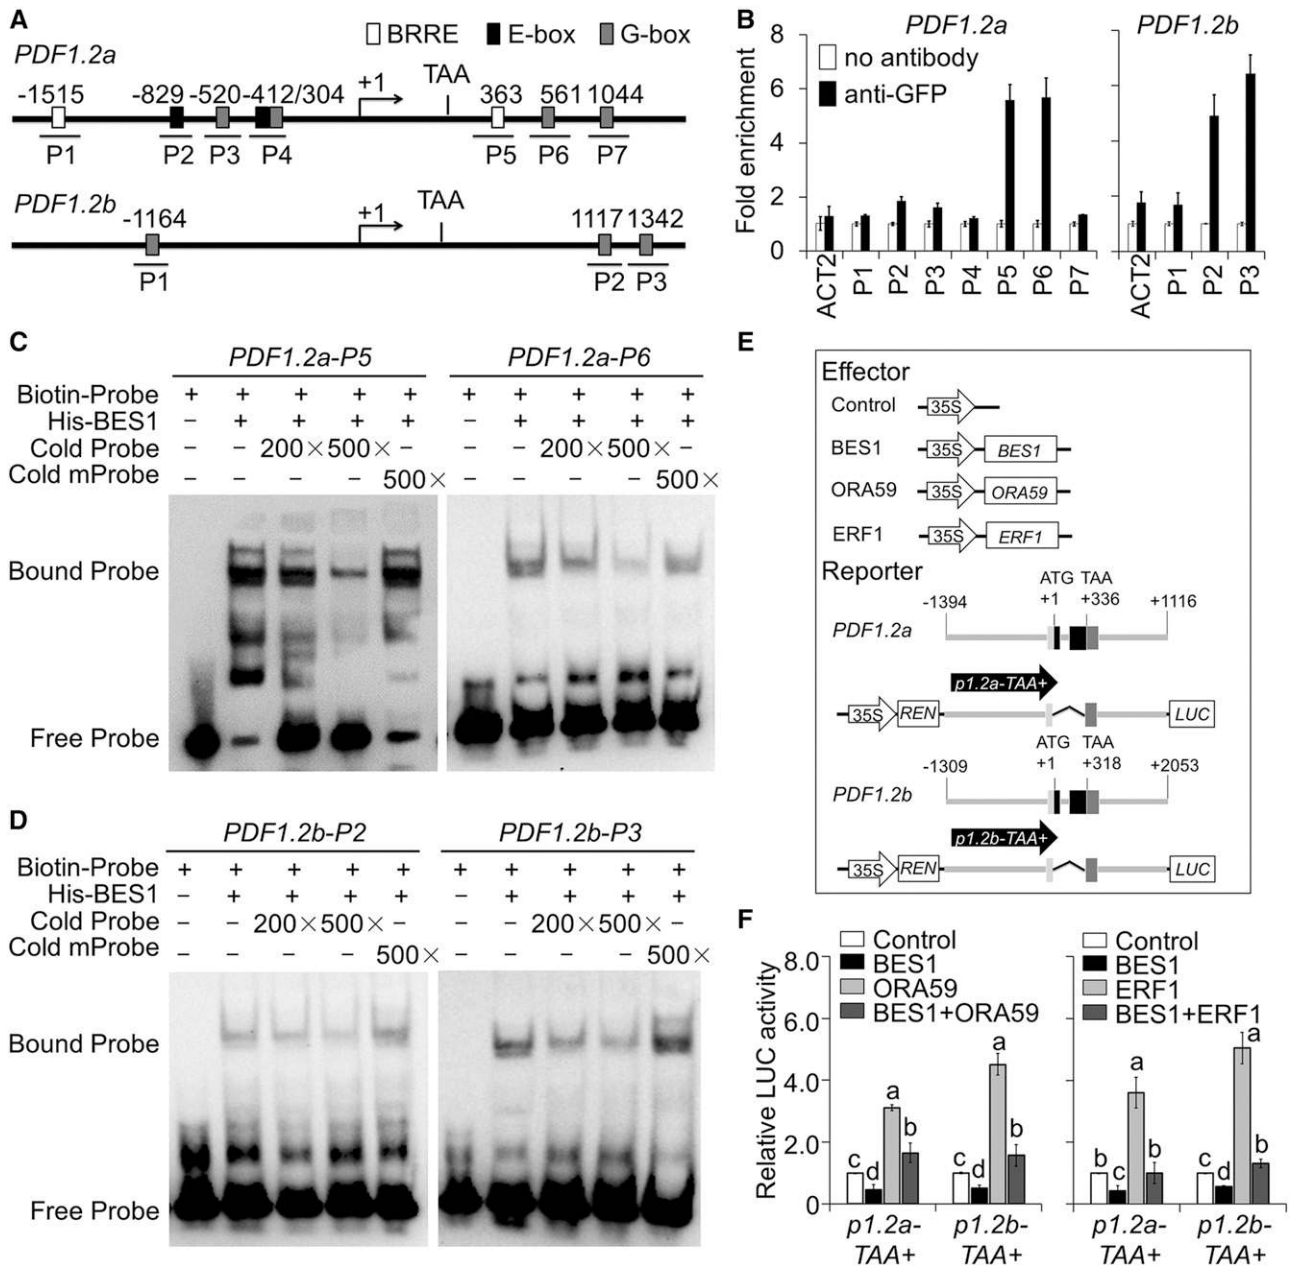 A
□ BRRE ■ E-box ■ G-box
PDF1.2a
-1515 -829 -520 -412/304 +1 TAA 363 561 1044
P1 P2 P3 P4 P5 P6 P7
PDF1.2b
-1164 +1 TAA 1117 1342
P1 P2 P3
B
PDF1.2a PDF1.2b
no antibody
anti-GFP
Fold enrichment
8
6
4
2
0
ACT2 P1 P2 P3 P4 P5 P6 P7
ACT2 P1 P2 P3
C
PDF1.2a-P5 PDF1.2a-P6
Biotin-Probe + + + + + + + + + +
His-BES1 – + + + + – + + + +
Cold Probe – – 200× 500× – – – 200× 500× –
Cold mProbe – – – – 500× – – – – 500×
Bound Probe
Free Probe
D
PDF1.2b-P2 PDF1.2b-P3
Biotin-Probe + + + + + + + + + +
His-BES1 – + + + + – + + + +
Cold Probe – – 200× 500× – – – 200× 500× –
Cold mProbe – – – – 500× – – – – 500×
Bound Probe
Free Probe
E
Effector
Control 35S
BES1 35S BES1
ORA59 35S ORA59
ERF1 35S ERF1
Reporter
ATG TAA
-1394 +1 +336 +1116
PDF1.2a
p1.2a-TAA+
35S REN LUC
ATG TAA
-1309 +1 +318 +2053
PDF1.2b
p1.2b-TAA+
35S REN LUC
F
Relative LUC activity
8.0
6.0
4.0
2.0
0
Control
BES1
ORA59
BES1+ORA59
c d a b c d a b
p1.2a-TAA+ p1.2b-TAA+
Control
BES1
ERF1
BES1+ERF1
b c a b c d a b
p1.2a-TAA+ p1.2b-TAA+